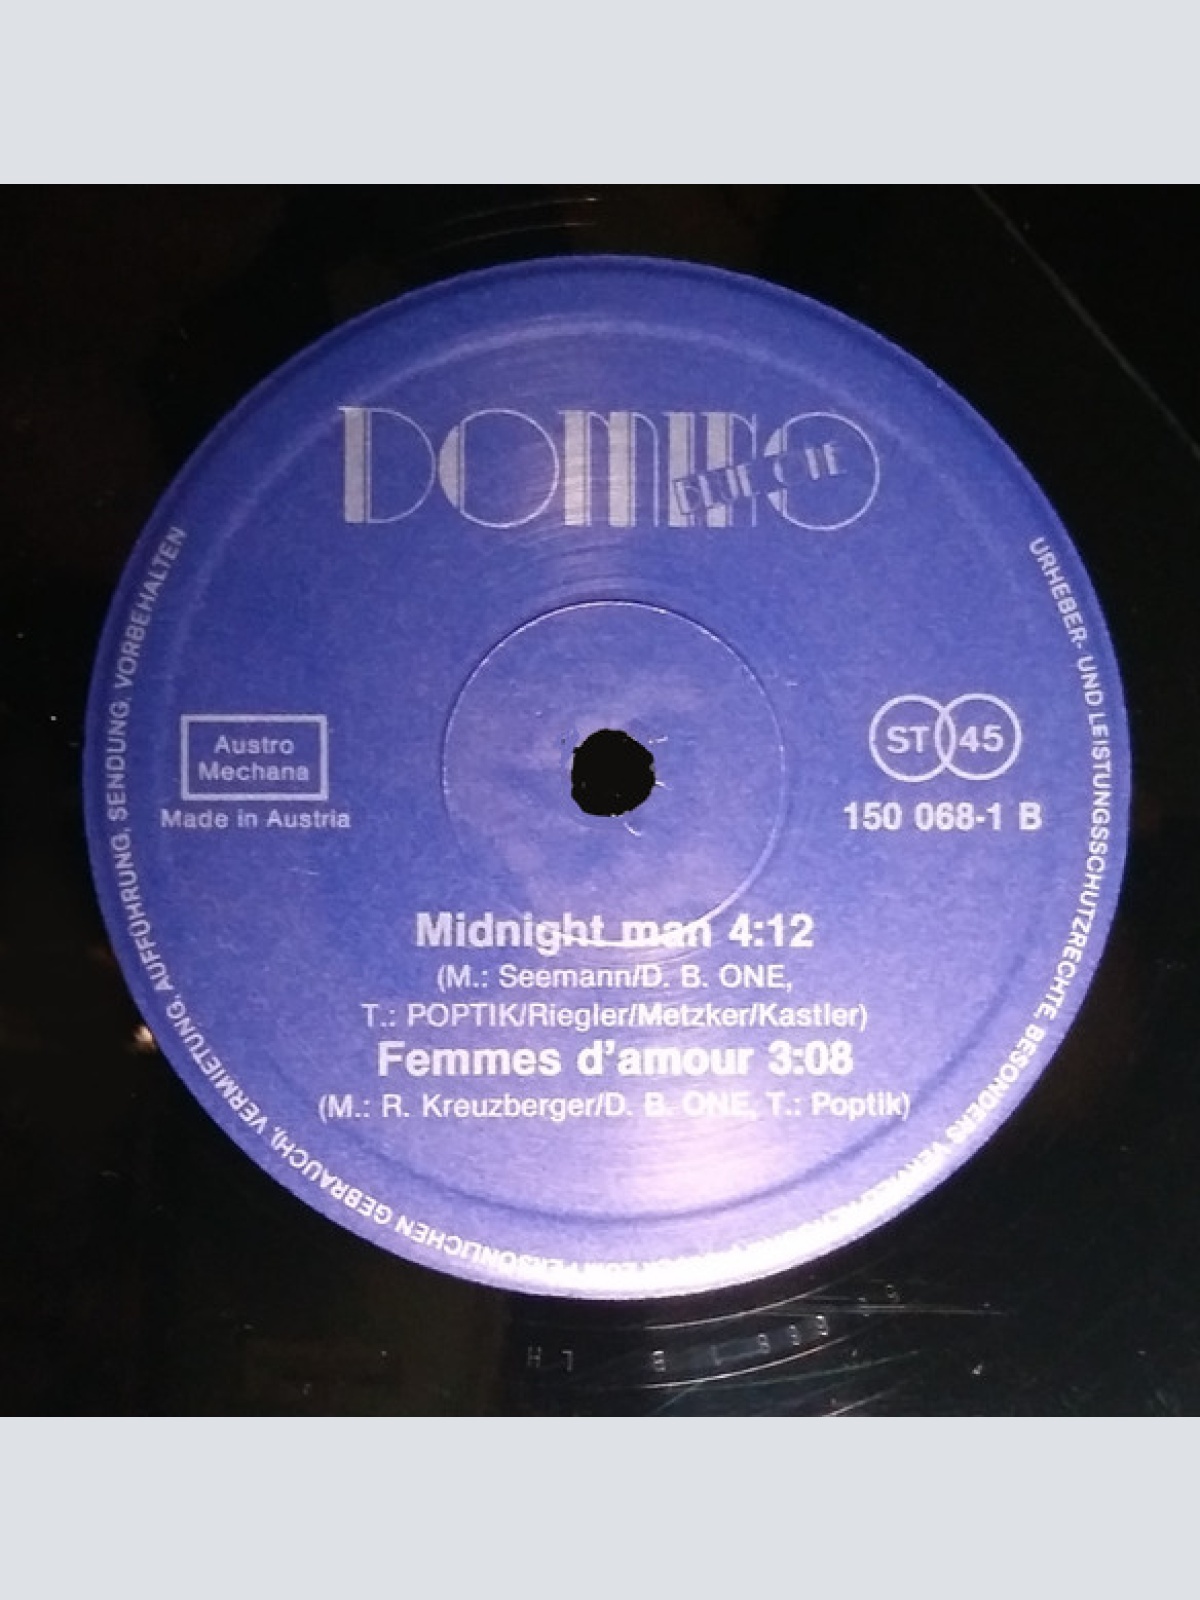 DOMINO
BLUE ONE
Austro
Mechana
Made in Austria
ST 45
150 068-1 B
Midnight man 4:12
(M.: Seemann/D. B. ONE,
T.: POPTIK/Riegler/Metzker/Kastler)
Femmes d'amour 3:08
(M.: R. Kreuzberger/D. B. ONE, T.: Poptik)
URHEBER- UND LEISTUNGSSCHUTZRECHTE, BESONDERS PERSÖNLICHEN GEBRAUCH), VERMIETUNG, AUFFÜHRUNG, SENDUNG, VORBEHALTEN